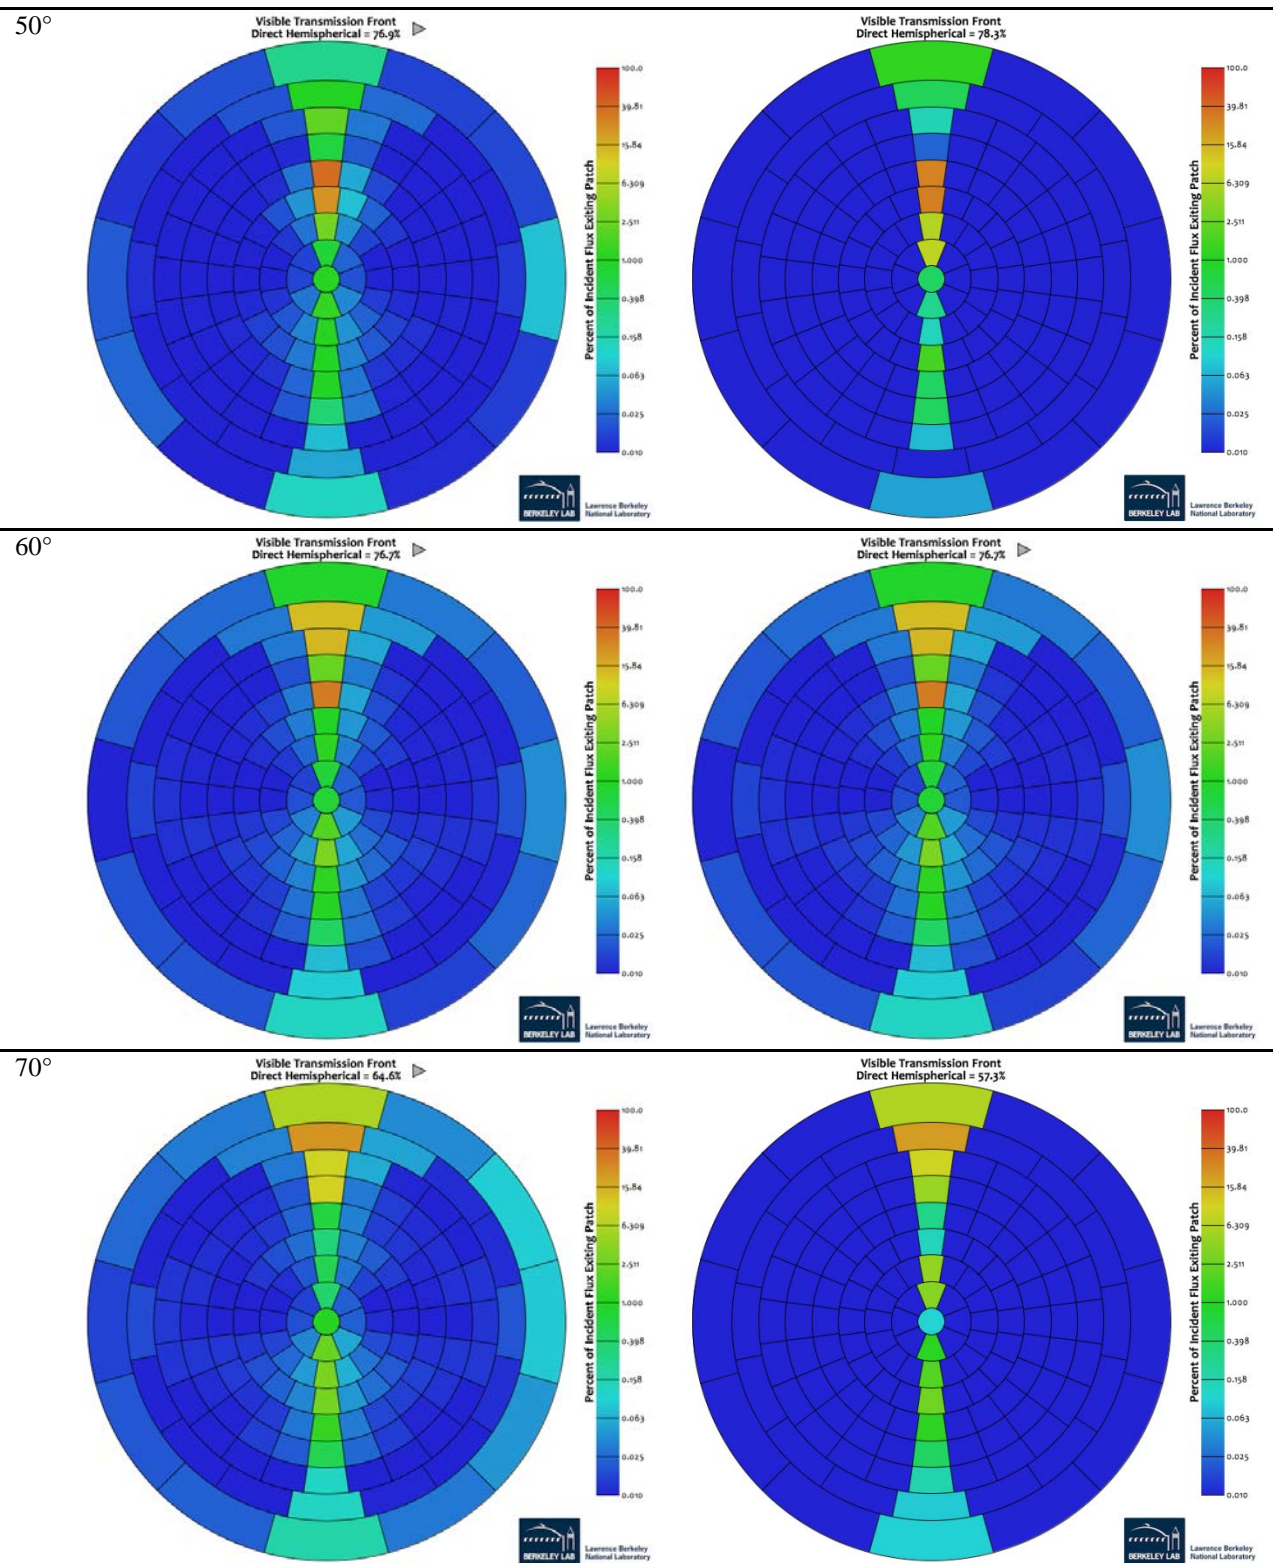 50°
Visible Transmission Front
Direct Hemispherical = 76.9%
Percent of Incident Flux Exiting Patch
100.0
39.81
15.84
6.309
2.511
1.000
0.398
0.158
0.063
0.025
0.010
BERKELEY LAB
Lawrence Berkeley
National Laboratory
Visible Transmission Front
Direct Hemispherical = 78.3%
Percent of Incident Flux Exiting Patch
100.0
39.81
15.84
6.309
2.511
1.000
0.398
0.158
0.063
0.025
0.010
BERKELEY LAB
Lawrence Berkeley
National Laboratory
60°
Visible Transmission Front
Direct Hemispherical = 76.7%
Percent of Incident Flux Exiting Patch
100.0
39.81
15.84
6.309
2.511
1.000
0.398
0.158
0.063
0.025
0.010
BERKELEY LAB
Lawrence Berkeley
National Laboratory
Visible Transmission Front
Direct Hemispherical = 76.7%
Percent of Incident Flux Exiting Patch
100.0
39.81
15.84
6.309
2.511
1.000
0.398
0.158
0.063
0.025
0.010
BERKELEY LAB
Lawrence Berkeley
National Laboratory
70°
Visible Transmission Front
Direct Hemispherical = 64.6%
Percent of Incident Flux Exiting Patch
100.0
39.81
15.84
6.309
2.511
1.000
0.398
0.158
0.063
0.025
0.010
BERKELEY LAB
Lawrence Berkeley
National Laboratory
Visible Transmission Front
Direct Hemispherical = 57.3%
Percent of Incident Flux Exiting Patch
100.0
39.81
15.84
6.309
2.511
1.000
0.398
0.158
0.063
0.025
0.010
BERKELEY LAB
Lawrence Berkeley
National Laboratory